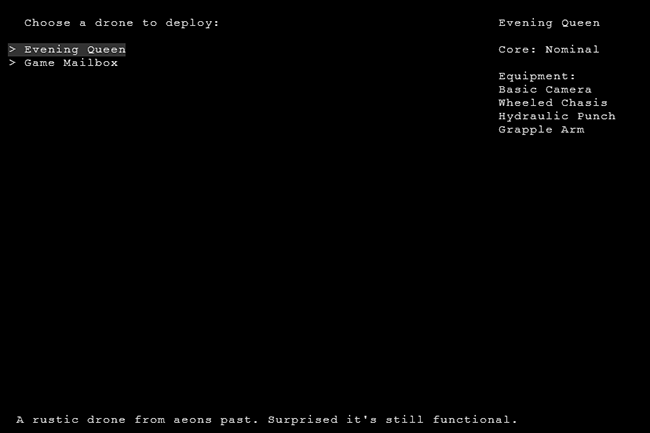 Choose a drone to deploy:
> Evening Queen
> Game Mailbox
Evening Queen
Core: Nominal
Equipment:
Basic Camera
Wheeled Chasis
Hydraulic Punch
Grapple Arm
A rustic drone from aeons past. Surprised it's still functional.